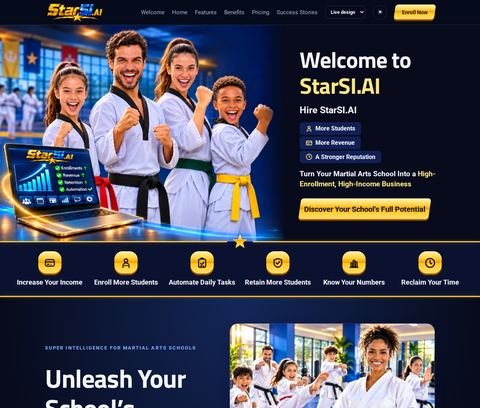 StarSI.AI
Welcome
Home
Features
Benefits
Pricing
Success Stories
Live design
Enroll Now
Welcome to
StarSI.AI
Hire StarSI.AI
More Students
More Revenue
A Stronger Reputation
Turn Your Martial Arts School Into a High-
Enrollment, High-Income Business
Discover Your School's Full Potential
StarSI.AI
Enrollments
Revenue
Retention
Automation
Increase Your Income
Enroll More Students
Automate Daily Tasks
Retain More Students
Know Your Numbers
Reclaim Your Time
SUPER INTELLIGENCE FOR MARTIAL ARTS SCHOOLS
Unleash Your
School's